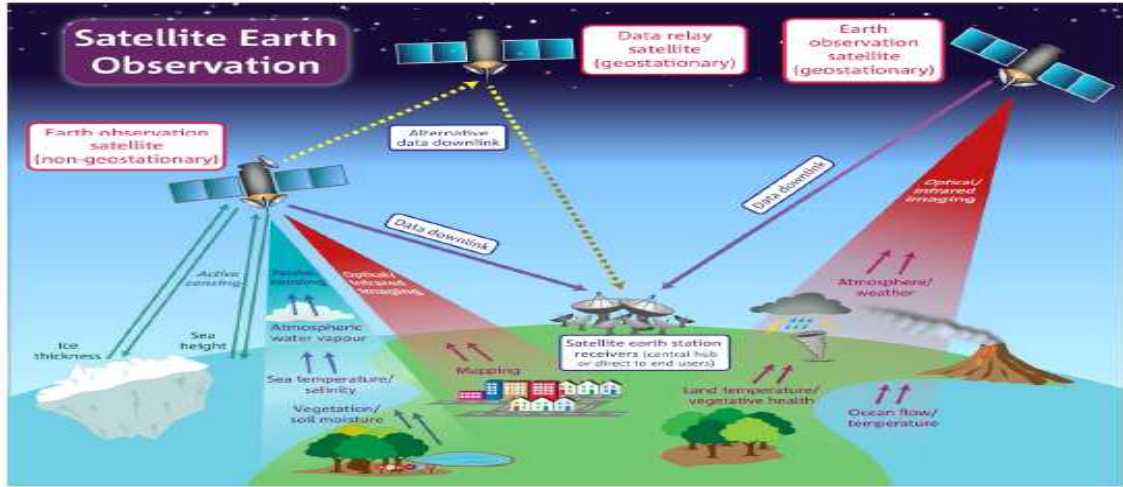 Satellite Earth
Observation
Data relay
satellite
(geostationary)
Earth
observation
satellite
(geostationary)
Earth observation
satellite
(non-geostationary)
Alternative
data downlink
Data downlink
Data downlink
Optical/
infrared
imaging
Active
sensing
Passive
sensing
Optical/
infrared
imaging
Atmosphere/
weather
Ice
thickness
Sea
height
Atmospheric
water vapour
Sea temperature/
salinity
Vegetation/
soil moisture
Mapping
Satellite earth station
receivers (central hub
or direct to end users)
Land temperature/
vegetative health
Ocean flow/
temperature